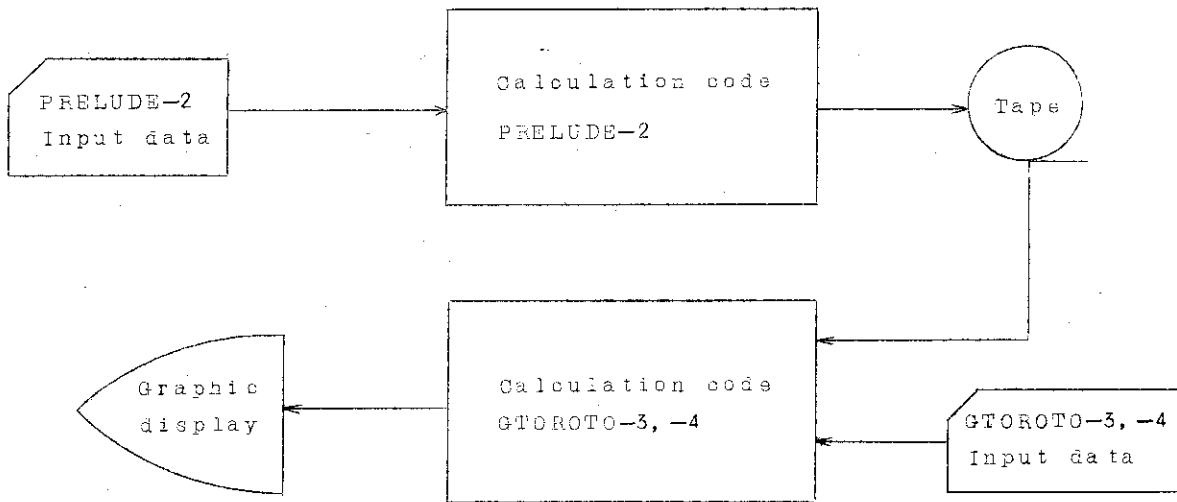 PRELUDE-2
Input data
Calculation code
PRELUDE-2
Tape
Graphic
display
Calculation code
GTOROTO-3, -4
GTOROTO-3, -4
Input data